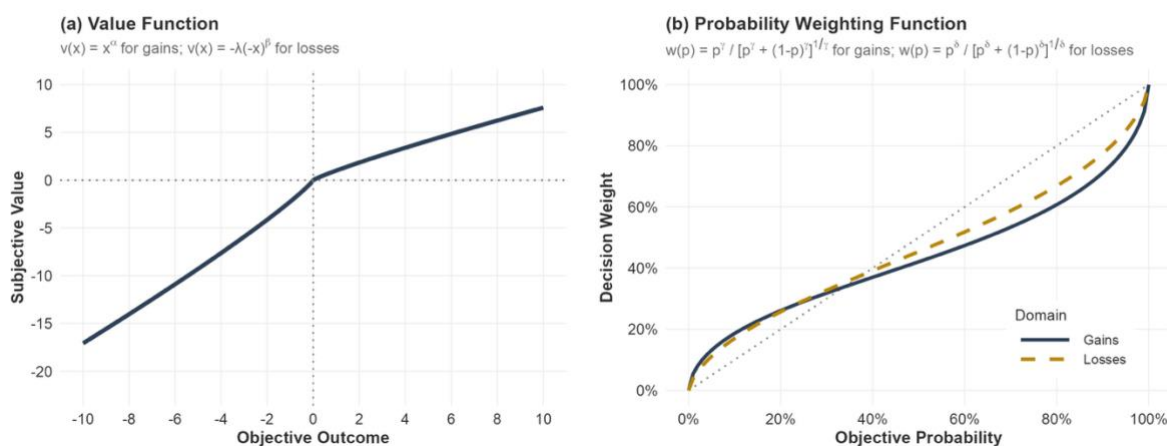 (a) Value Function
v(x) = x^α for gains; v(x) = -λ(-x)^β for losses
Subjective Value
10
5
0
-5
-10
-15
-20
-10 -8 -6 -4 -2 0 2 4 6 8 10
Objective Outcome
(b) Probability Weighting Function
w(p) = p^γ / [p^γ + (1-p)^γ]^1/γ for gains; w(p) = p^δ / [p^δ + (1-p)^δ]^1/δ for losses
Decision Weight
100%
80%
60%
40%
20%
0%
Domain
Gains
Losses
0% 20% 40% 60% 80% 100%
Objective Probability